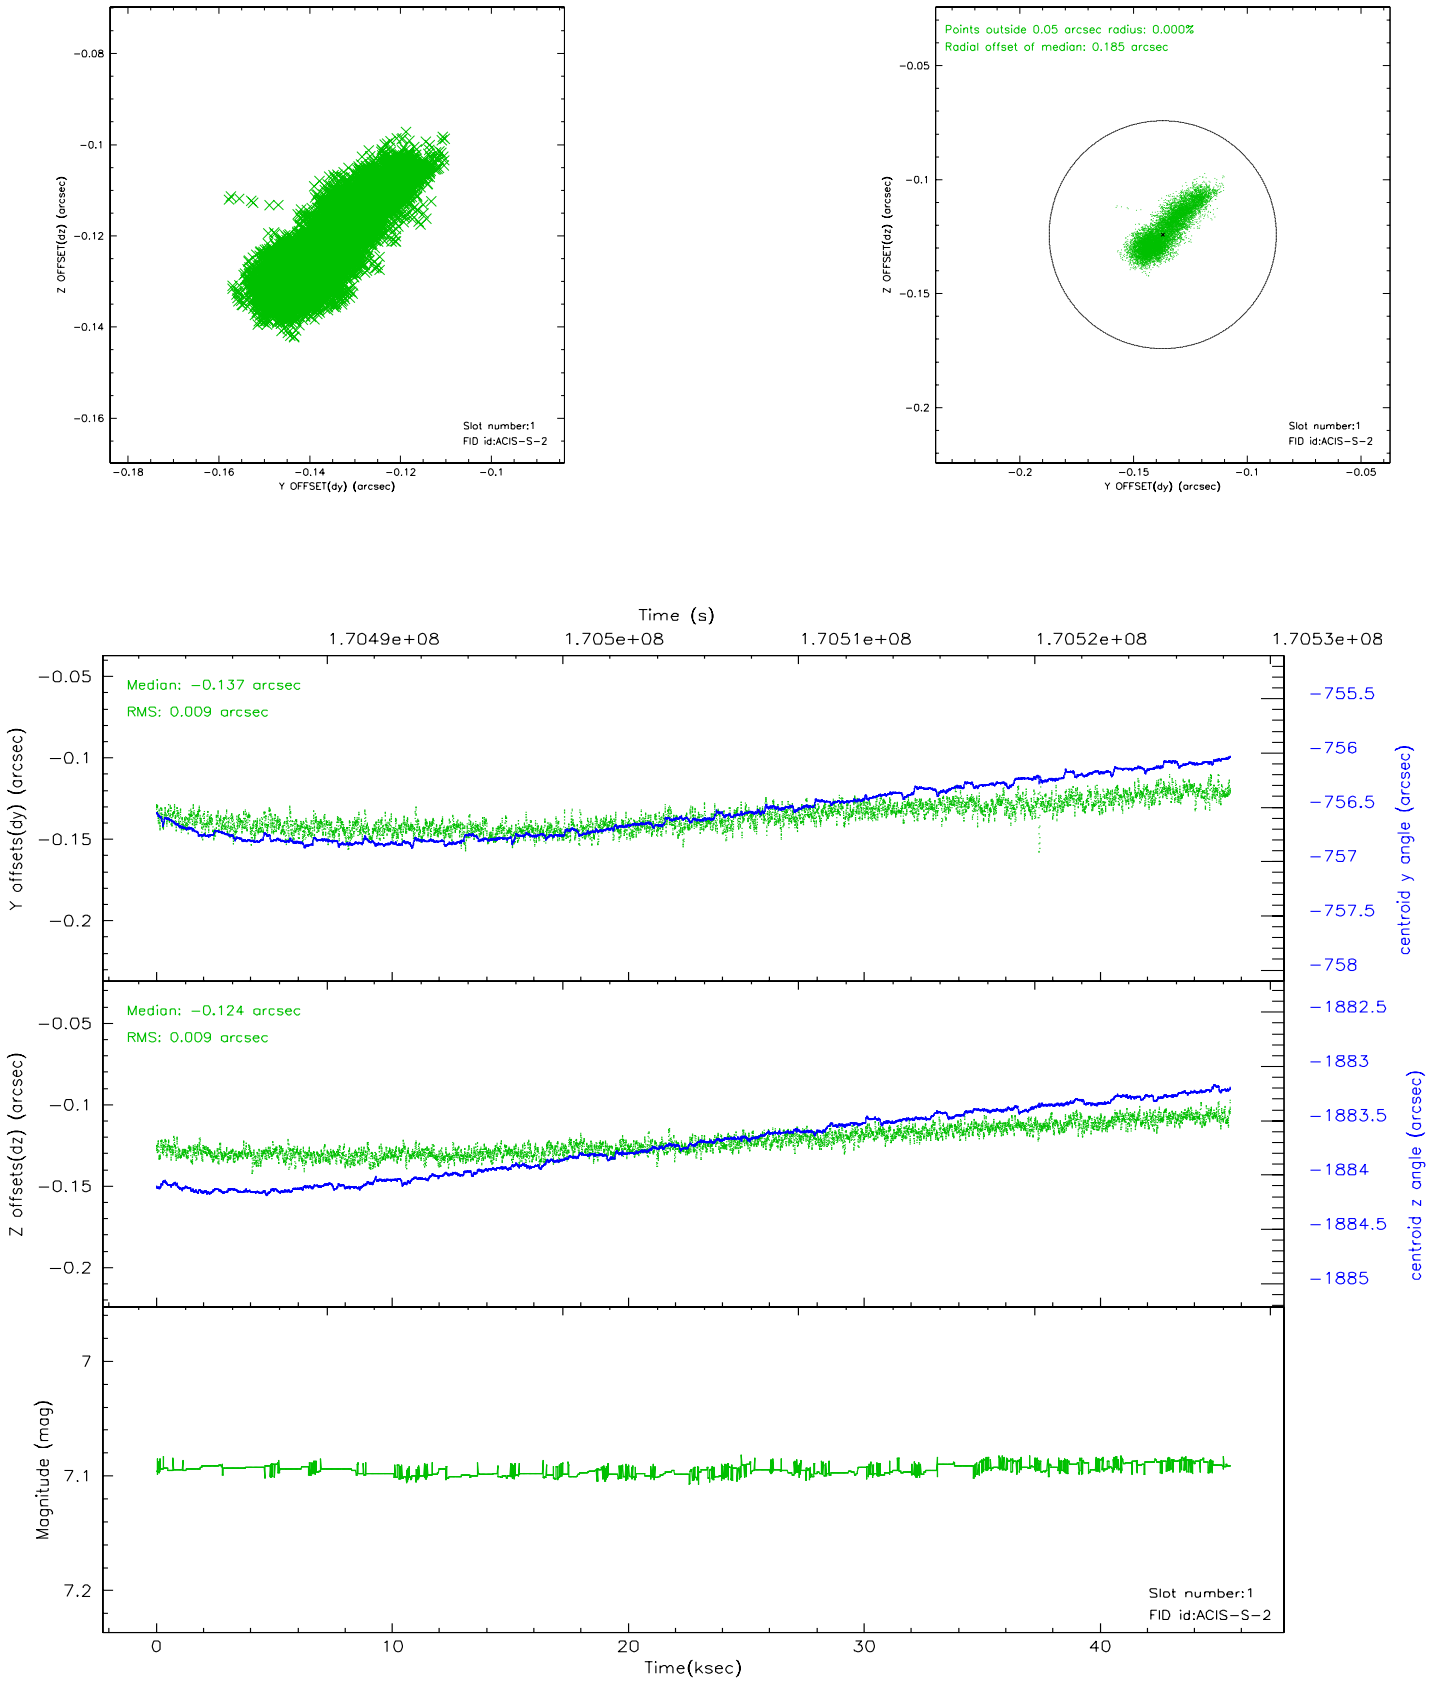 −0.08
−0.1
−0.12
−0.14
−0.16
Z OFFSET(dz) (arcsec)
Slot number:1
FID id:ACIS−S−2
−0.18
−0.16
−0.14
−0.12
−0.1
Y OFFSET(dy) (arcsec)
Points outside 0.05 arcsec radius: 0.000%
Radial offset of median: 0.185 arcsec
−0.05
−0.1
−0.15
−0.2
Z OFFSET(dz) (arcsec)
Slot number:1
FID id:ACIS−S−2
−0.2
−0.15
−0.1
−0.05
Y OFFSET(dy) (arcsec)
Time (s)
1.7049e+08
1.705e+08
1.7051e+08
1.7052e+08
1.7053e+08
Median: −0.137 arcsec
RMS: 0.009 arcsec
−0.05
−0.1
−0.15
−0.2
Y offsets(dy) (arcsec)
−755.5
−756
−756.5
−757
−757.5
−758
centroid y angle (arcsec)
Median: −0.124 arcsec
RMS: 0.009 arcsec
−0.05
−0.1
−0.15
−0.2
Z offsets(dz) (arcsec)
−1882.5
−1883
−1883.5
−1884
−1884.5
−1885
centroid z angle (arcsec)
7
7.1
7.2
Magnitude (mag)
Slot number:1
FID id:ACIS−S−2
0
10
20
30
40
Time(ksec)